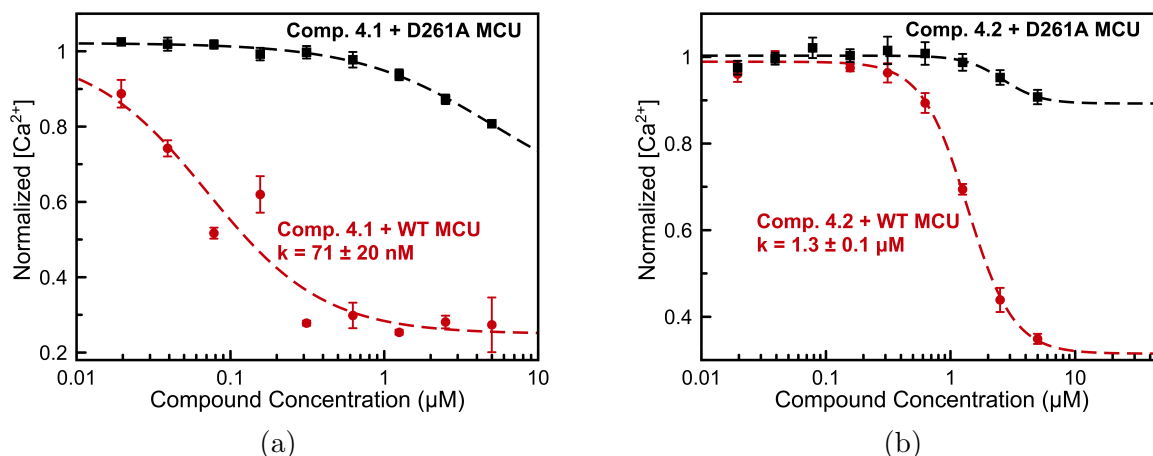 Comp. 4.1 + D261A MCU
1
0.8
0.6
0.4
0.2
Normalized [Ca²⁺]
Comp. 4.1 + WT MCU
k = 71 ± 20 nM
0.01
0.1
1
10
Compound Concentration (µM)
(a)
Comp. 4.2 + D261A MCU
1
0.8
0.6
0.4
Normalized [Ca²⁺]
Comp. 4.2 + WT MCU
k = 1.3 ± 0.1 µM
0.01
0.1
1
10
Compound Concentration (µM)
(b)